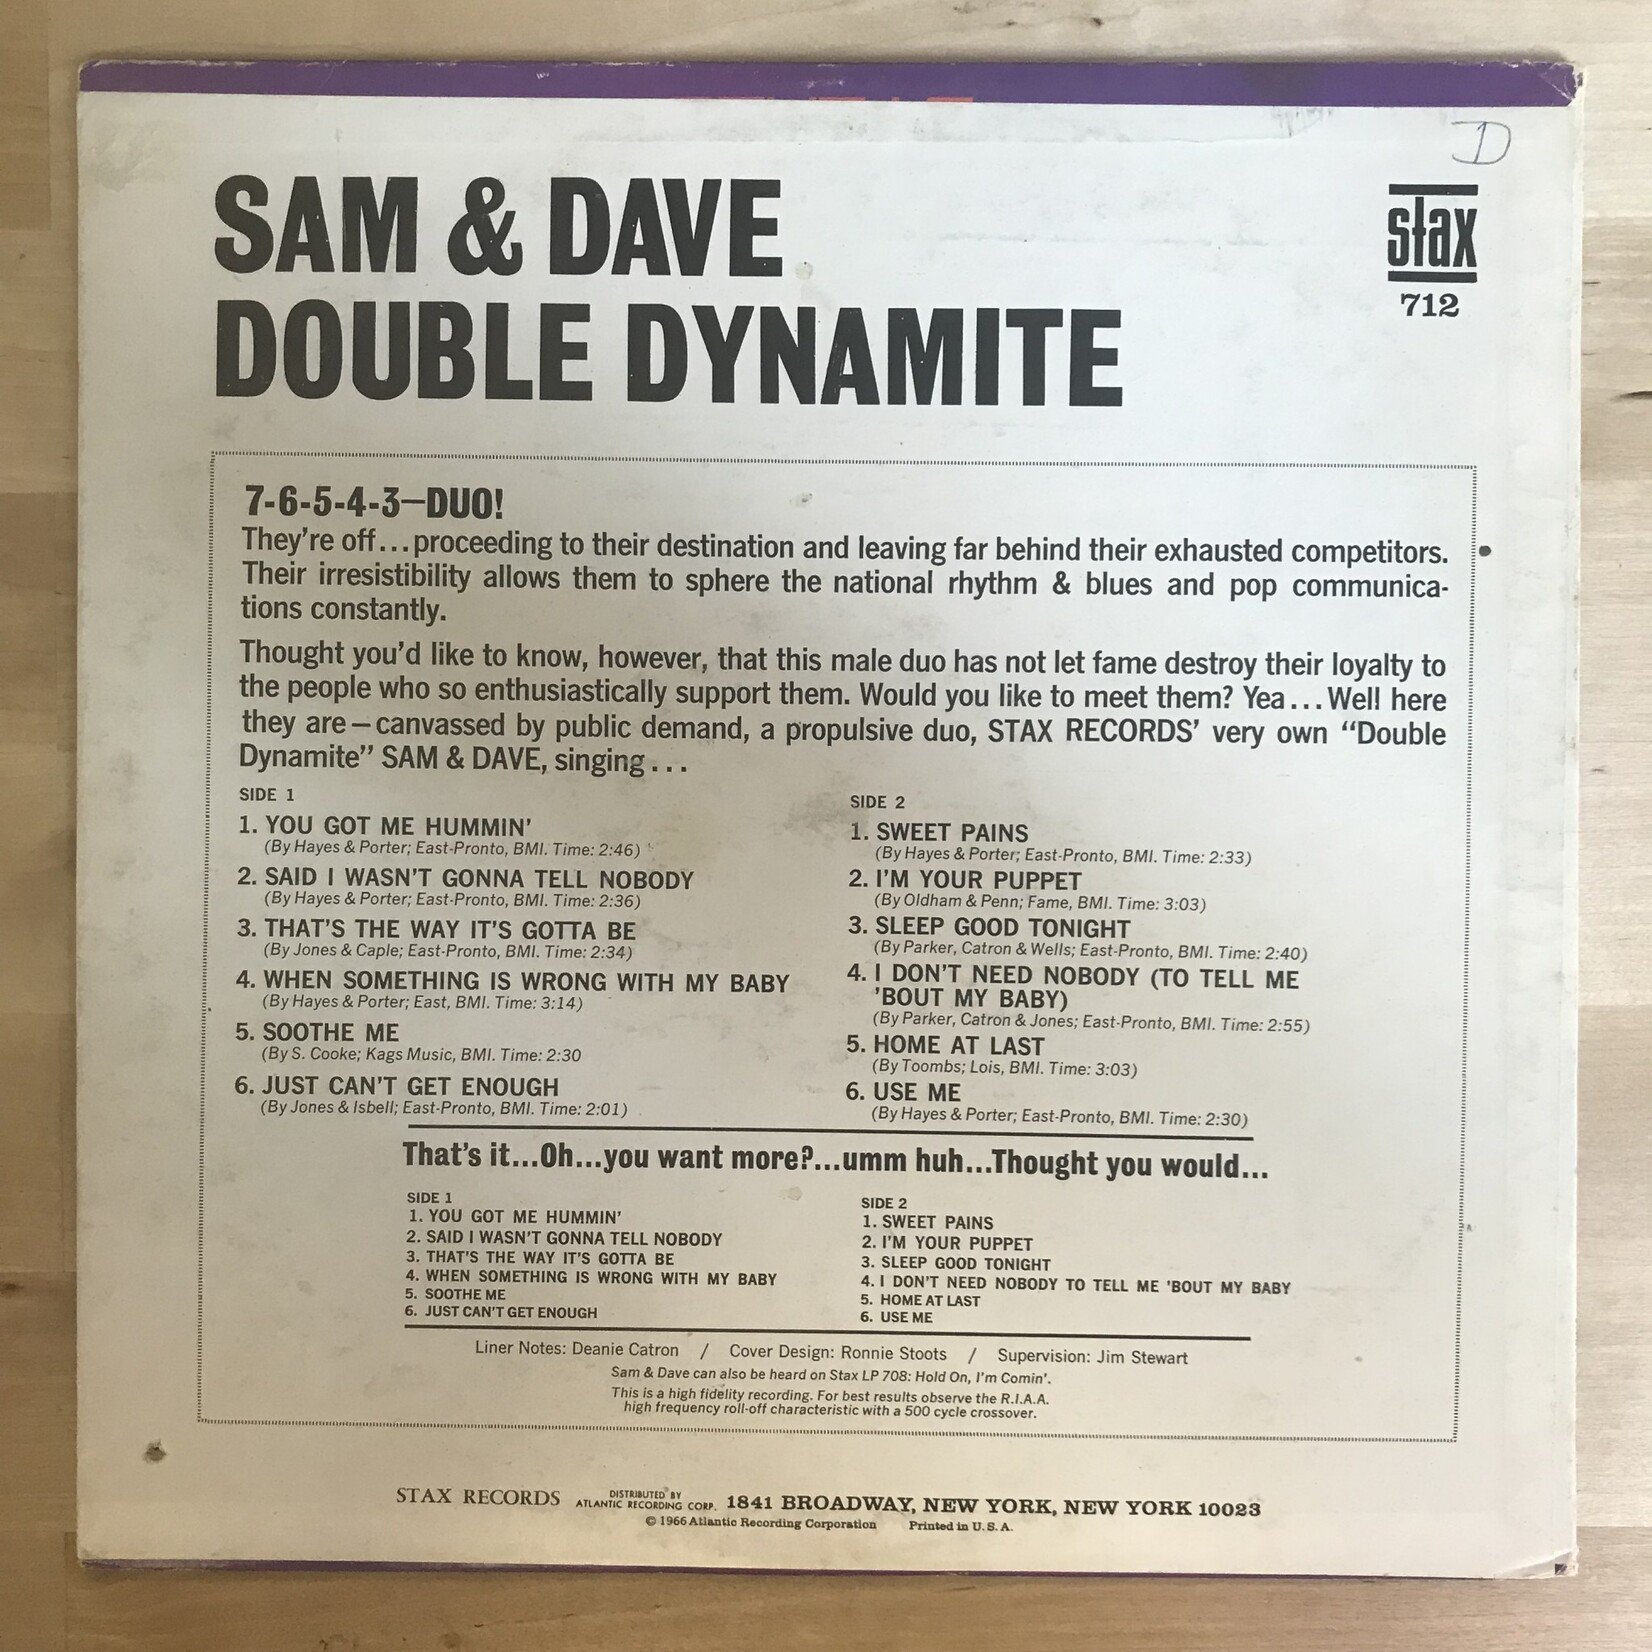 D
SAM & DAVE
DOUBLE DYNAMITE
stax
712
7-6-5-4-3—DUO!
They're off...proceeding to their destination and leaving far behind their exhausted competitors.
Their irresistibility allows them to sphere the national rhythm & blues and pop communica-
tions constantly.
Thought you'd like to know, however, that this male duo has not let fame destroy their loyalty to
the people who so enthusiastically support them. Would you like to meet them? Yea...Well here
they are—canvassed by public demand, a propulsive duo, STAX RECORDS' very own "Double
Dynamite" SAM & DAVE, singing...
SIDE 1
1. YOU GOT ME HUMMIN'
(By Hayes & Porter; East-Pronto, BMI. Time: 2:46)
2. SAID I WASN'T GONNA TELL NOBODY
(By Hayes & Porter; East-Pronto, BMI. Time: 2:36)
3. THAT'S THE WAY IT'S GOTTA BE
(By Jones & Caple; East-Pronto, BMI. Time: 2:34)
4. WHEN SOMETHING IS WRONG WITH MY BABY
(By Hayes & Porter; East, BMI. Time: 3:14)
5. SOOTHE ME
(By S. Cooke; Kags Music, BMI. Time: 2:30
6. JUST CAN'T GET ENOUGH
(By Jones & Isbell; East-Pronto, BMI. Time: 2:01)
SIDE 2
1. SWEET PAINS
(By Hayes & Porter; East-Pronto, BMI. Time: 2:33)
2. I'M YOUR PUPPET
(By Oldham & Penn; Fame, BMI. Time: 3:03)
3. SLEEP GOOD TONIGHT
(By Parker, Catron & Wells; East-Pronto, BMI. Time: 2:40)
4. I DON'T NEED NOBODY (TO TELL ME
'BOUT MY BABY)
(By Parker, Catron & Jones; East-Pronto, BMI. Time: 2:55)
5. HOME AT LAST
(By Toombs; Lois, BMI. Time: 3:03)
6. USE ME
(By Hayes & Porter; East-Pronto, BMI. Time: 2:30)
That's it...Oh...you want more?...umm huh...Thought you would...
SIDE 1
1. YOU GOT ME HUMMIN'
2. SAID I WASN'T GONNA TELL NOBODY
3. THAT'S THE WAY IT'S GOTTA BE
4. WHEN SOMETHING IS WRONG WITH MY BABY
5. SOOTHE ME
6. JUST CAN'T GET ENOUGH
SIDE 2
1. SWEET PAINS
2. I'M YOUR PUPPET
3. SLEEP GOOD TONIGHT
4. I DON'T NEED NOBODY TO TELL ME 'BOUT MY BABY
5. HOME AT LAST
6. USE ME
Liner Notes: Deanie Catron / Cover Design: Ronnie Stoots / Supervision: Jim Stewart
Sam & Dave can also be heard on Stax LP 708: Hold On, I'm Comin'.
This is a high fidelity recording. For best results observe the R.I.A.A.
high frequency roll-off characteristic with a 500 cycle crossover.
STAX RECORDS DISTRIBUTED BY ATLANTIC RECORDING CORP. 1841 BROADWAY, NEW YORK, NEW YORK 10023
© 1966 Atlantic Recording Corporation Printed in U.S.A.